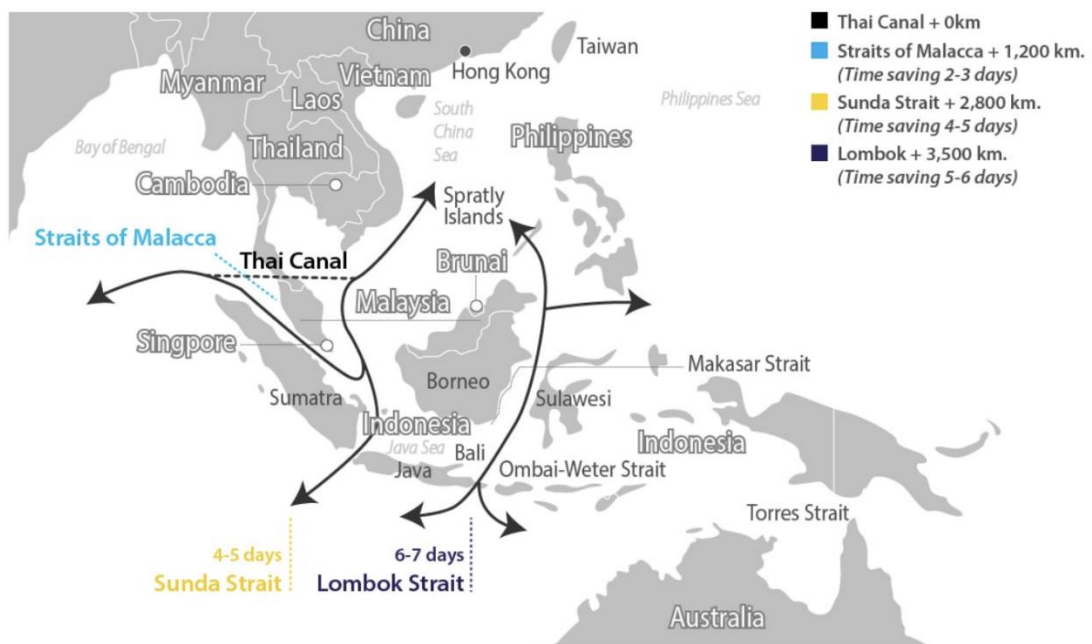 China
Taiwan
Hong Kong
Myanmar
Vietnam
Laos
South
China
Sea
Philippines Sea
Bay of Bengal
Thailand
Philippines
Cambodia
Spratly
Islands
Straits of Malacca
Thai Canal
Brunai
Malaysia
Singpore
Makasar Strait
Borneo
Sumatra
Sulawesi
Indonesia
Indonesia
Java Sea
Bali
Java
Ombai-Weter Strait
Torres Strait
4-5 days
Sunda Strait
6-7 days
Lombok Strait
Australia
Thai Canal + 0km
Straits of Malacca + 1,200 km.
(Time saving 2-3 days)
Sunda Strait + 2,800 km.
(Time saving 4-5 days)
Lombok + 3,500 km.
(Time saving 5-6 days)